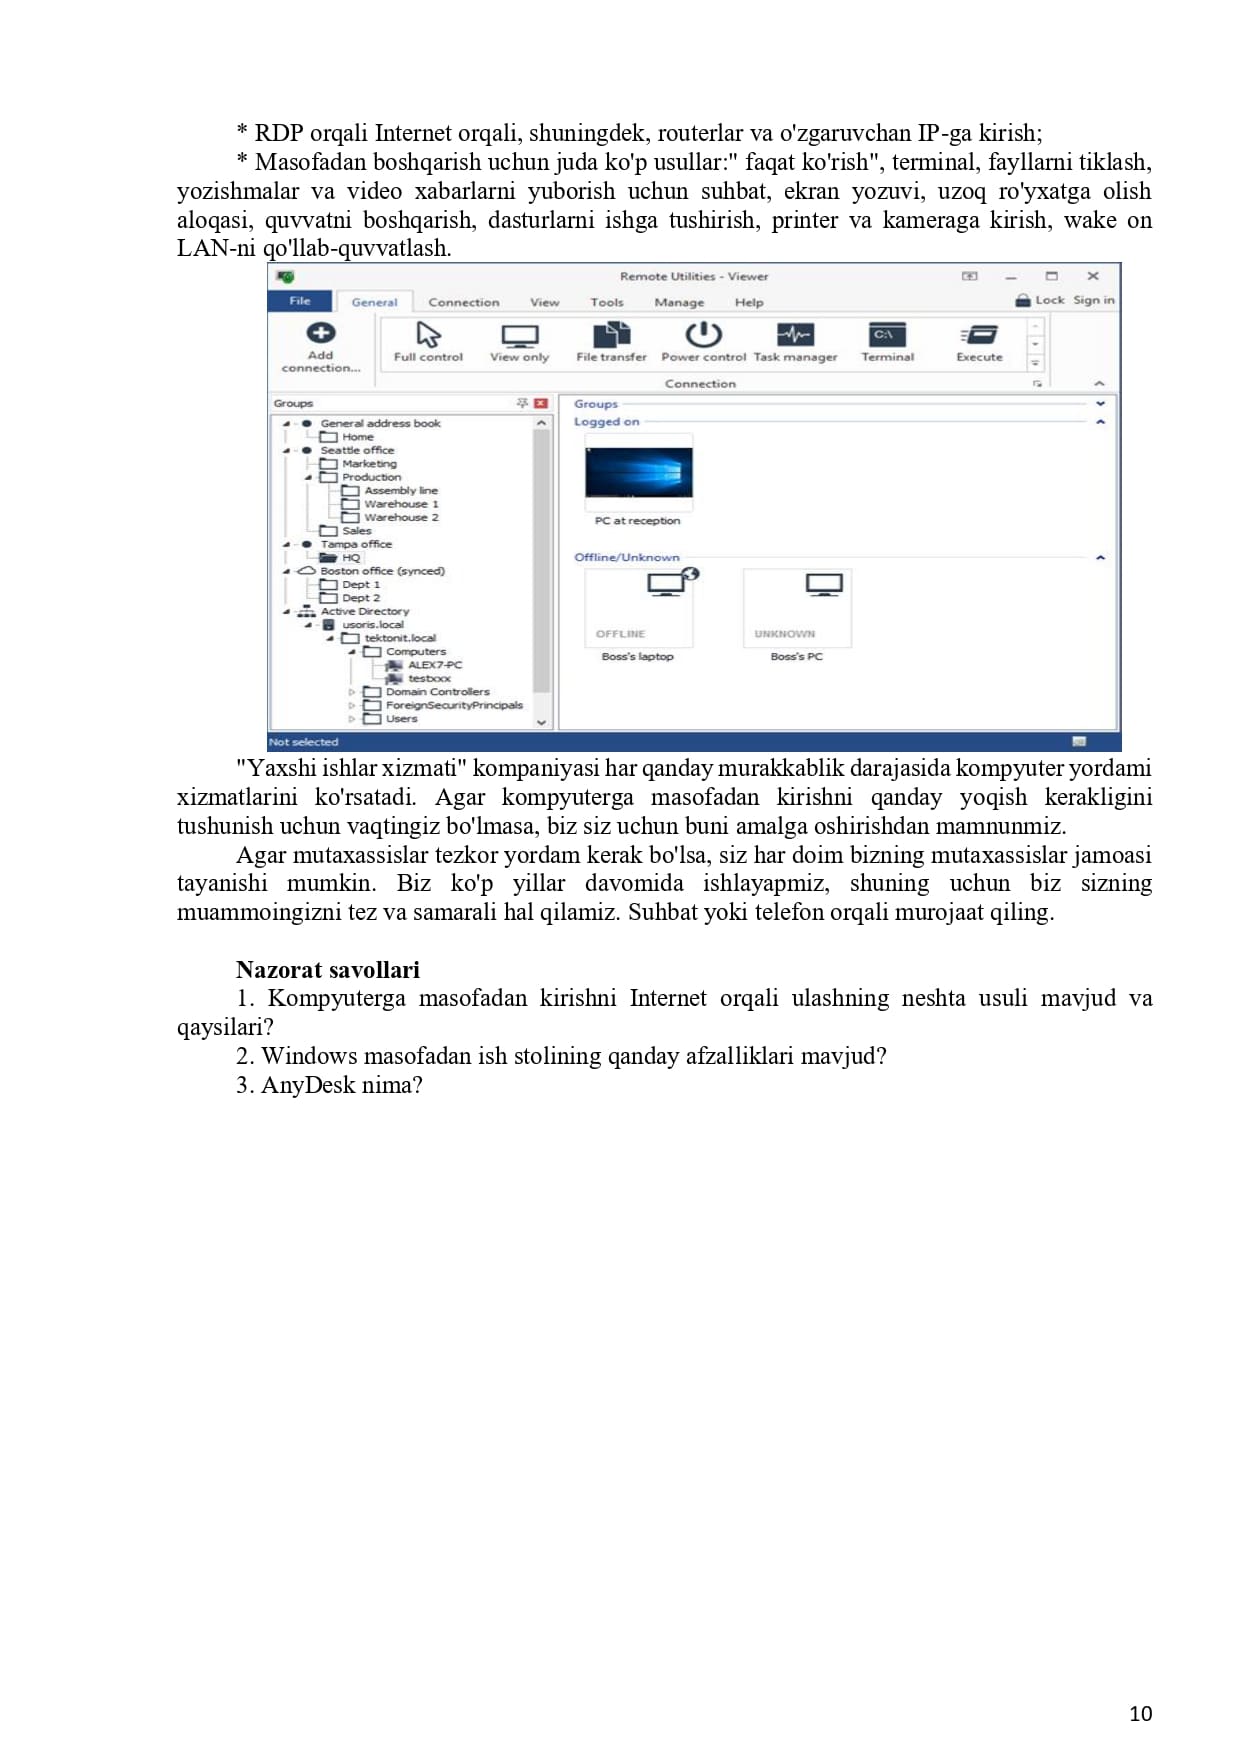 * RDP orqali Internet orqali, shuningdek, routerlar va o'zgaruvchan IP-ga kirish;
* Masofadan boshqarish uchun juda ko'p usullar:" faqat ko'rish", terminal, fayllarni tiklash,
yozishmalar va video xabarlarni yuborish uchun suhbat, ekran yozuvi, uzoq ro'yxatga olish
aloqasi, quvvatni boshqarish, dasturlarni ishga tushirish, printer va kameraga kirish, wake on
LAN-ni qo'llab-quvvatlash.
Remote Utilities - Viewer
File General Connection View Tools Manage Help Lock Sign in
Add connection...
Full control View only File transfer Power control Task manager Terminal Execute
C:\
Connection
Groups
General address book
Home
Seattle office
Marketing
Production
Assembly line
Warehouse 1
Warehouse 2
Sales
Tampa office
HQ
Boston office (synced)
Dept 1
Dept 2
Active Directory
usoris.local
tektonit.local
Computers
ALEX7-PC
testxxx
Domain Controllers
ForeignSecurityPrincipals
Users
Groups
Logged on
PC at reception
Offline/Unknown
OFFLINE
Boss's laptop
UNKNOWN
Boss's PC
Not selected
"Yaxshi ishlar xizmati" kompaniyasi har qanday murakkablik darajasida kompyuter yordami
xizmatlarini ko'rsatadi. Agar kompyuterga masofadan kirishni qanday yoqish kerakligini
tushunish uchun vaqtingiz bo'lmasa, biz siz uchun buni amalga oshirishdan mamnunmiz.
Agar mutaxassislar tezkor yordam kerak bo'lsa, siz har doim bizning mutaxassislar jamoasi
tayanishi mumkin. Biz ko'p yillar davomida ishlayapmiz, shuning uchun biz sizning
muammoingizni tez va samarali hal qilamiz. Suhbat yoki telefon orqali murojaat qiling.
Nazorat savollari
1. Kompyuterga masofadan kirishni Internet orqali ulashning neshta usuli mavjud va
qaysilari?
2. Windows masofadan ish stolining qanday afzalliklari mavjud?
3. AnyDesk nima?
10